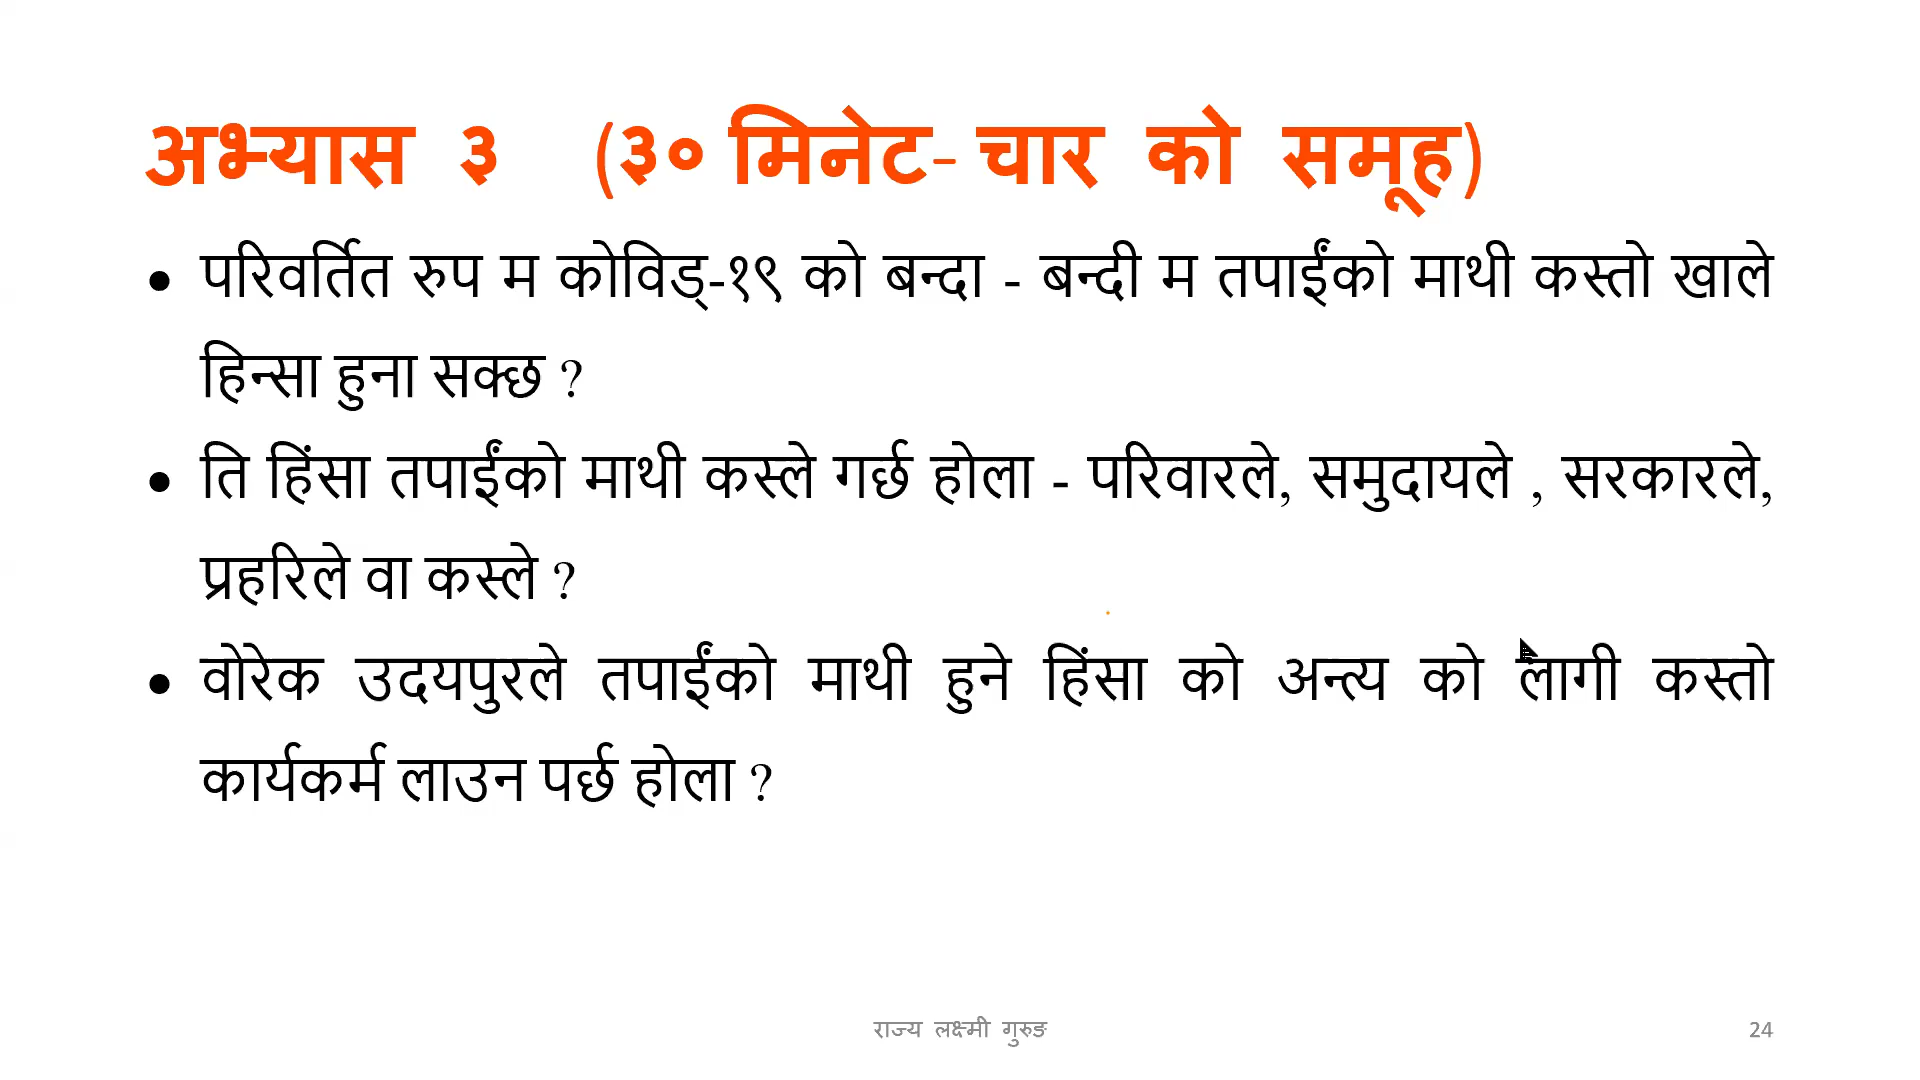 अभ्यास ३ (३० मिनेट- चार को समूह)
• परिवर्तित रुप म कोविड्-१९ को बन्दा - बन्दी म तपाईंको माथी कस्तो खाले
हिन्सा हुना सक्छ ?
• ति हिंसा तपाईंको माथी कस्ले गर्छ होला - परिवारले, समुदायले , सरकारले,
प्रहरिले वा कस्ले ?
• वोरेक उदयपुरले तपाईंको माथी हुने हिंसा को अन्त्य को लागी कस्तो
कार्यकर्म लाउन पर्छ होला ?
राज्य लक्ष्मी गुरुङ
24